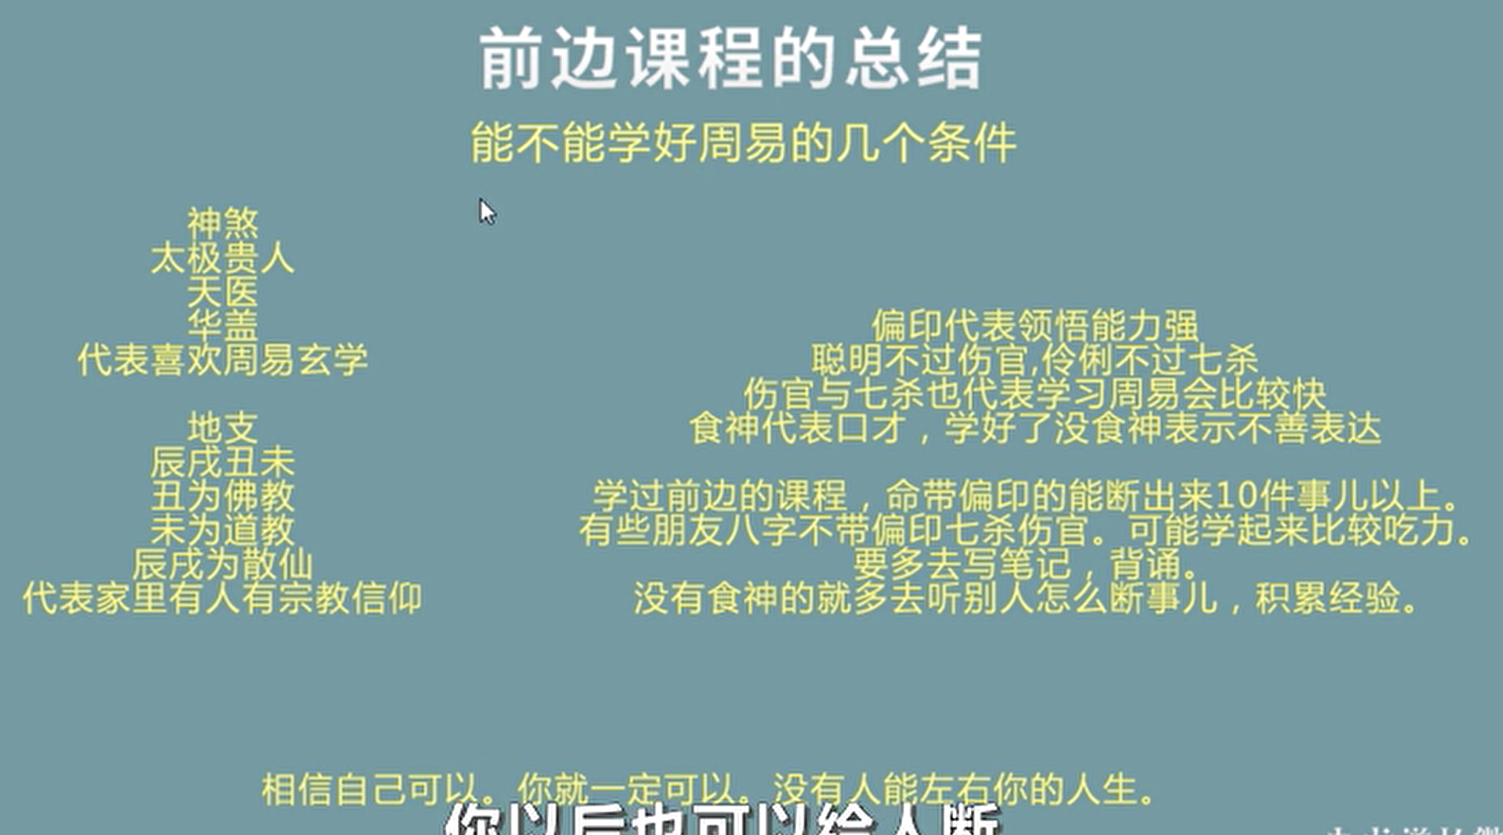 前边课程的总结
能不能学好周易的几个条件
神煞
太极贵人
天医
华盖
代表喜欢周易玄学
地支
辰戌丑未
丑为佛教
未为道教
辰戌为散仙
代表家里有人有宗教信仰
偏印代表领悟能力强
聪明不过伤官,伶俐不过七杀
伤官与七杀也代表学习周易会比较快
食神代表口才，学好了没食神表示不善表达
学过前边的课程，命带偏印的能断出来10件事儿以上。
有些朋友八字不带偏印七杀伤官。可能学起来比较吃力。
要多去写笔记，背诵。
没有食神的就多去听别人怎么断事儿，积累经验。
相信自己可以。你就一定可以。没有人能左右你的人生。
你以后也可以给人断